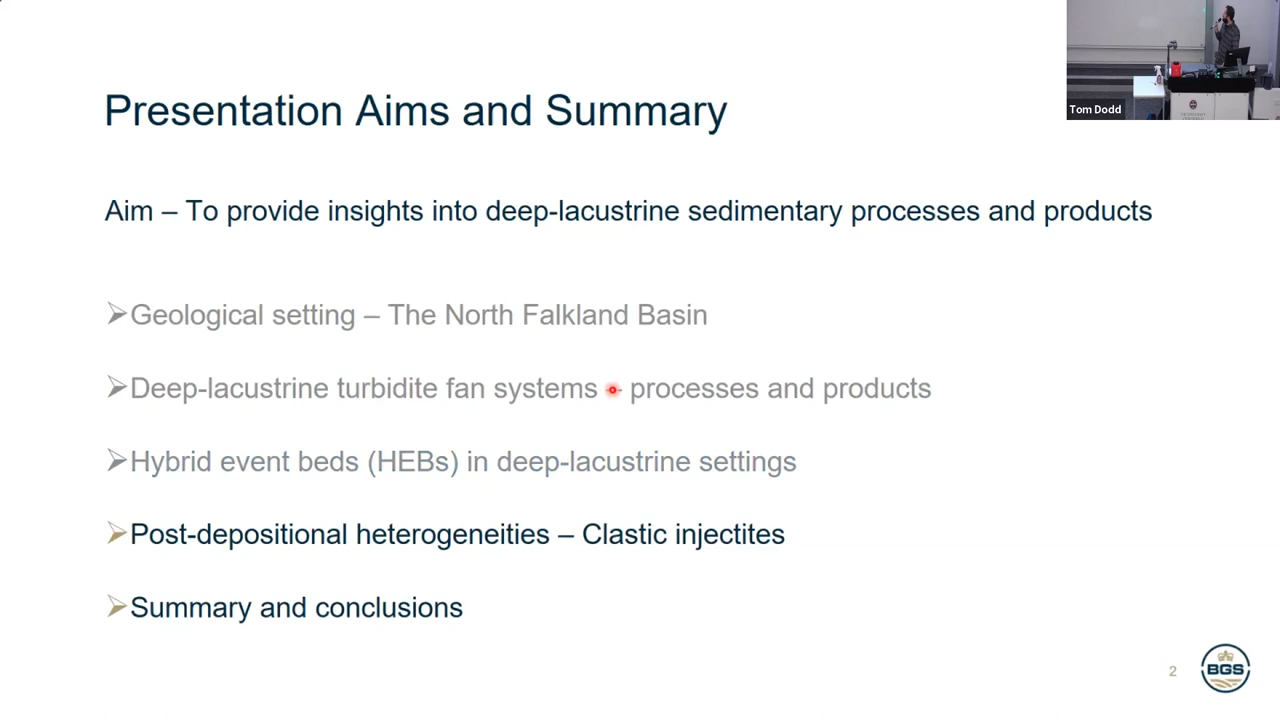 Presentation Aims and Summary
Tom Dodd
Aim – To provide insights into deep-lacustrine sedimentary processes and products
Geological setting – The North Falkland Basin
Deep-lacustrine turbidite fan systems – processes and products
Hybrid event beds (HEBs) in deep-lacustrine settings
Post-depositional heterogeneities – Clastic injectites
Summary and conclusions
2
BGS